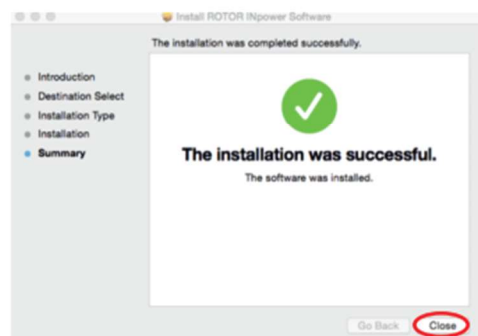 Install ROTOR INpower Software
The installation was completed successfully.
Introduction
Destination Select
Installation Type
Installation
Summary
The installation was successful.
The software was installed.
Go Back
Close